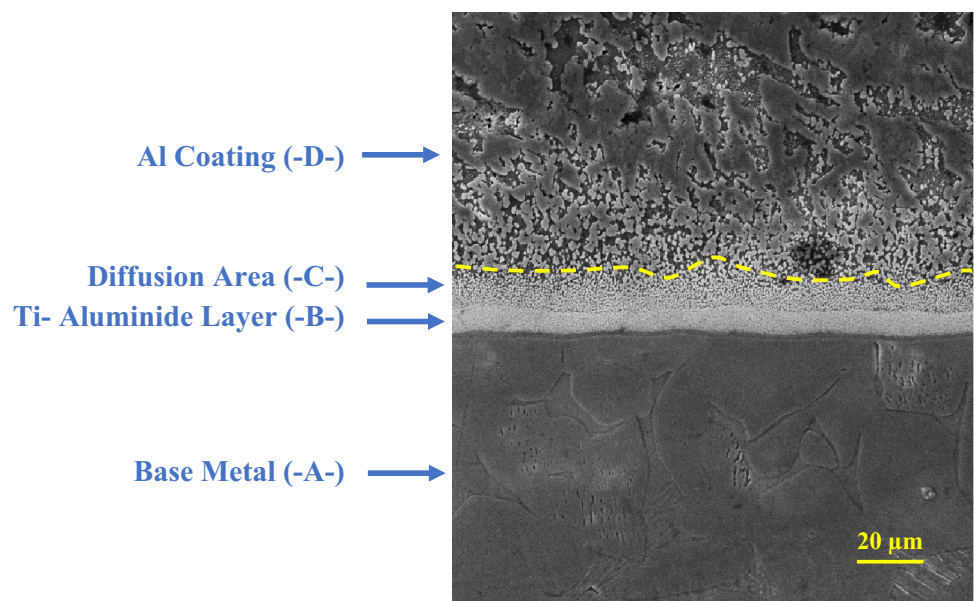 Al Coating (-D-)
Diffusion Area (-C-)
Ti- Aluminide Layer (-B-)
Base Metal (-A-)
20 µm